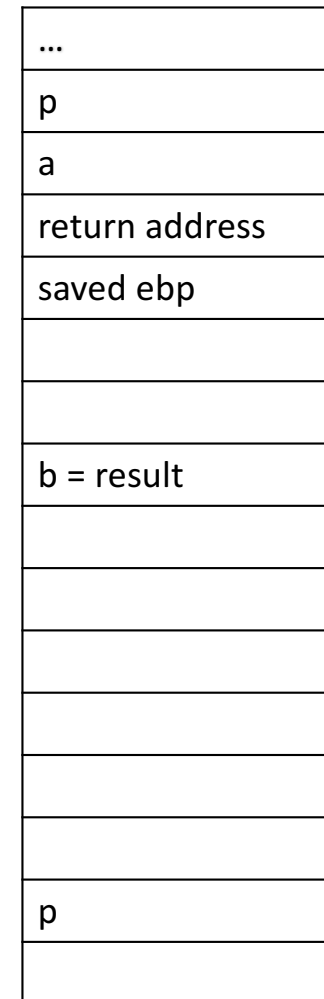 ...
p
a
return address
saved ebp
b = result
p